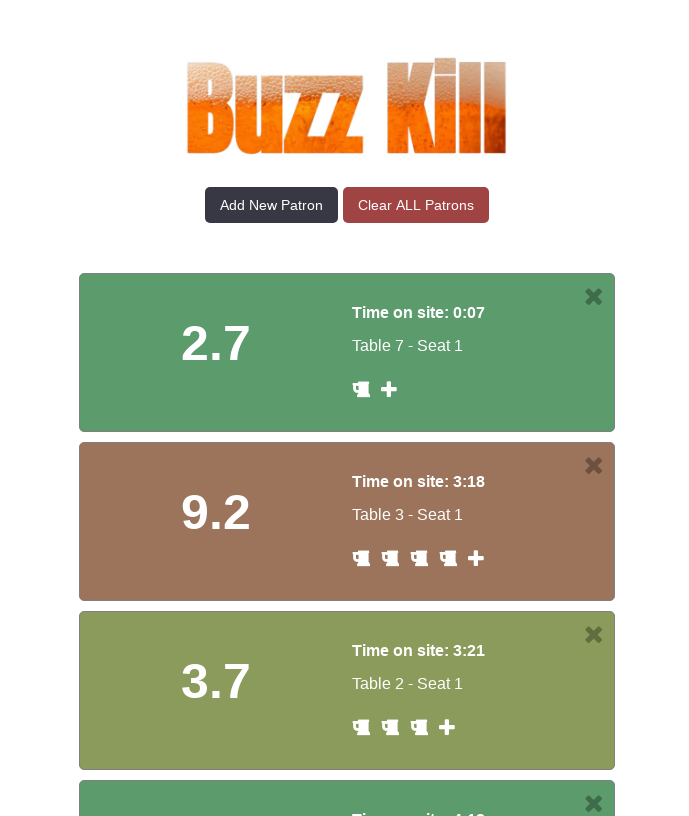 Buzz Kill
Add New Patron
Clear ALL Patrons
2.7
Time on site: 0:07
Table 7 - Seat 1
9.2
Time on site: 3:18
Table 3 - Seat 1
3.7
Time on site: 3:21
Table 2 - Seat 1